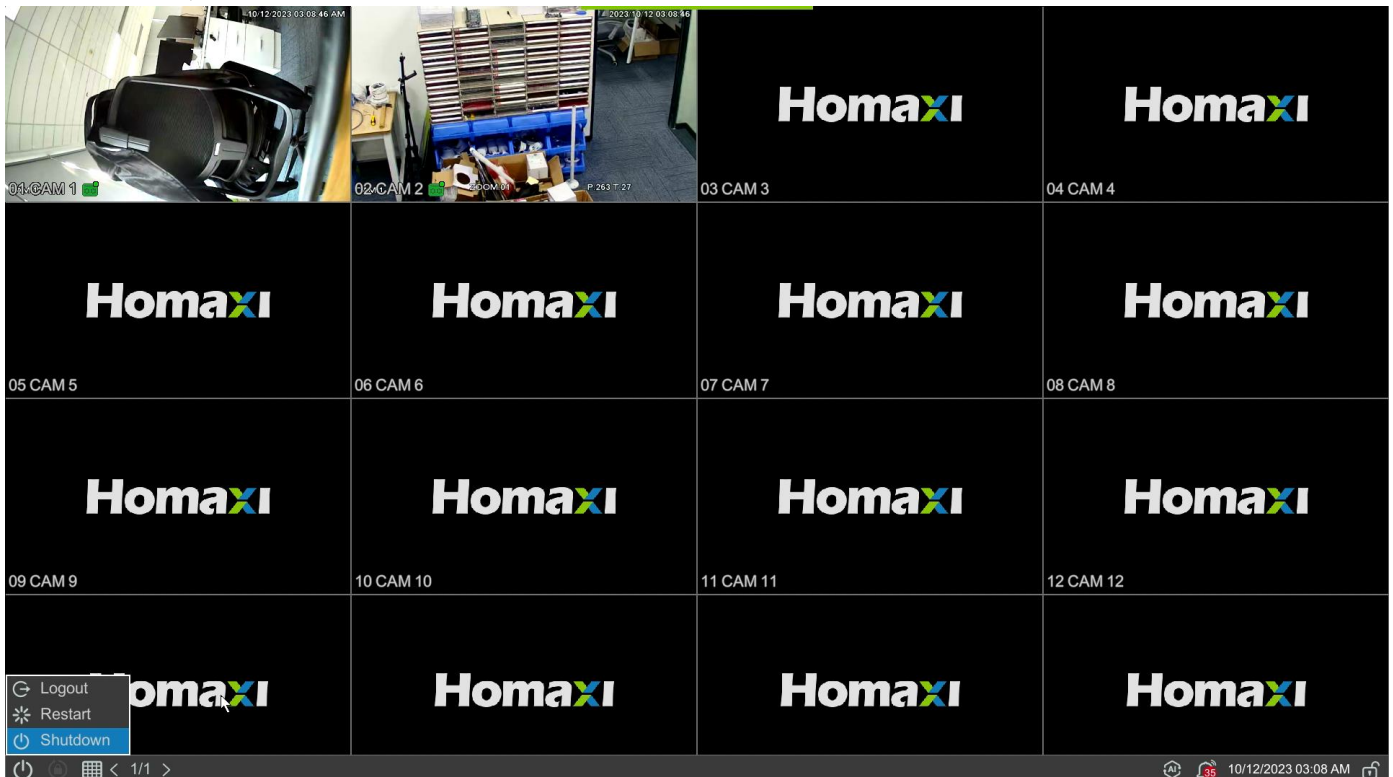 10/12/2023 03:08:46 AM
2023/10/12 03:08:46
01 CAM 1
02 CAM 2
ZOOM 01
P 263 T 27
Homaxi
03 CAM 3
Homaxi
04 CAM 4
Homaxi
05 CAM 5
Homaxi
06 CAM 6
Homaxi
07 CAM 7
Homaxi
08 CAM 8
Homaxi
09 CAM 9
Homaxi
10 CAM 10
Homaxi
11 CAM 11
Homaxi
12 CAM 12
Logout
Restart
Shutdown
omaxi
Homaxi
Homaxi
Homaxi
1/1
AI
35
10/12/2023 03:08 AM